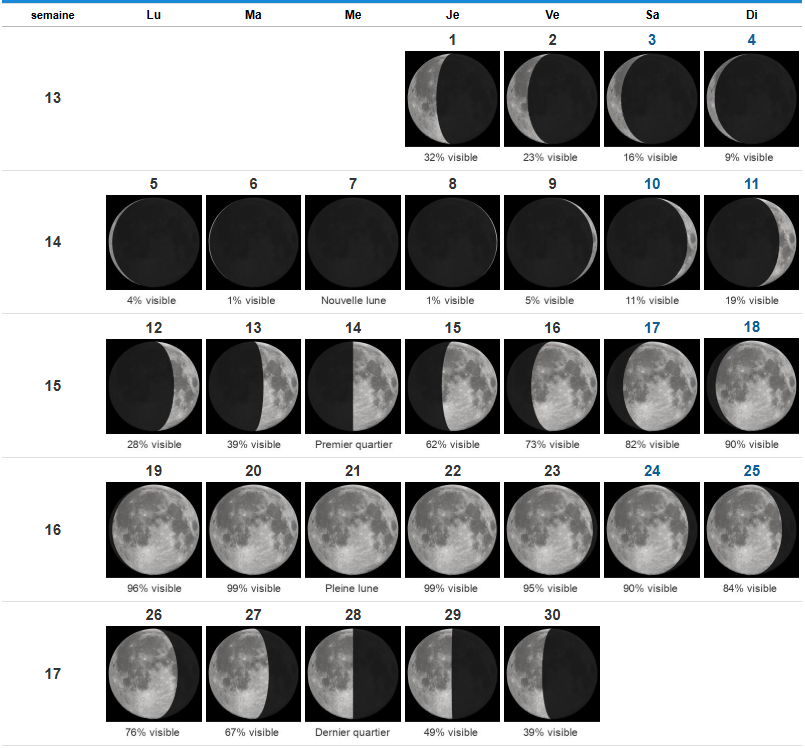 semaine Lu Ma Me Je Ve Sa Di
1 2 3 4
13
32% visible 23% visible 16% visible 9% visible
5 6 7 8 9 10 11
14
4% visible 1% visible Nouvelle lune 1% visible 5% visible 11% visible 19% visible
12 13 14 15 16 17 18
15
28% visible 39% visible Premier quartier 62% visible 73% visible 82% visible 90% visible
19 20 21 22 23 24 25
16
96% visible 99% visible Pleine lune 99% visible 95% visible 90% visible 84% visible
26 27 28 29 30
17
76% visible 67% visible Dernier quartier 49% visible 39% visible